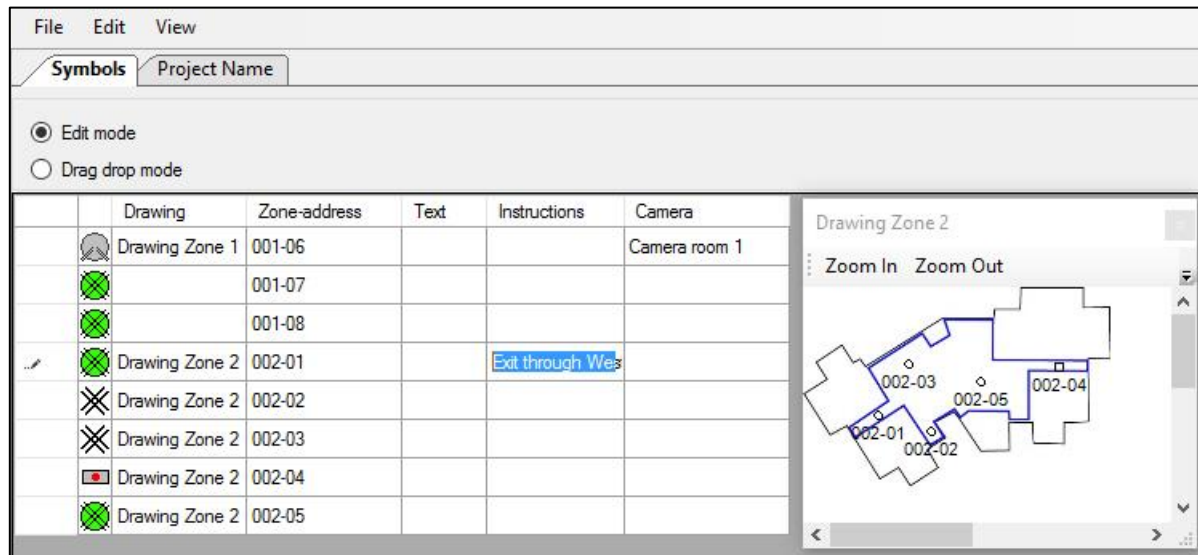 File Edit View
Symbols Project Name
Edit mode
Drag drop mode
Drawing Zone-address Text Instructions Camera
Drawing Zone 1 001-06 Camera room 1
001-07
001-08
Drawing Zone 2 002-01 Exit through Wes
Drawing Zone 2 002-02
Drawing Zone 2 002-03
Drawing Zone 2 002-04
Drawing Zone 2 002-05
Drawing Zone 2
Zoom In Zoom Out
002-03
002-04
002-05
002-01
002-02